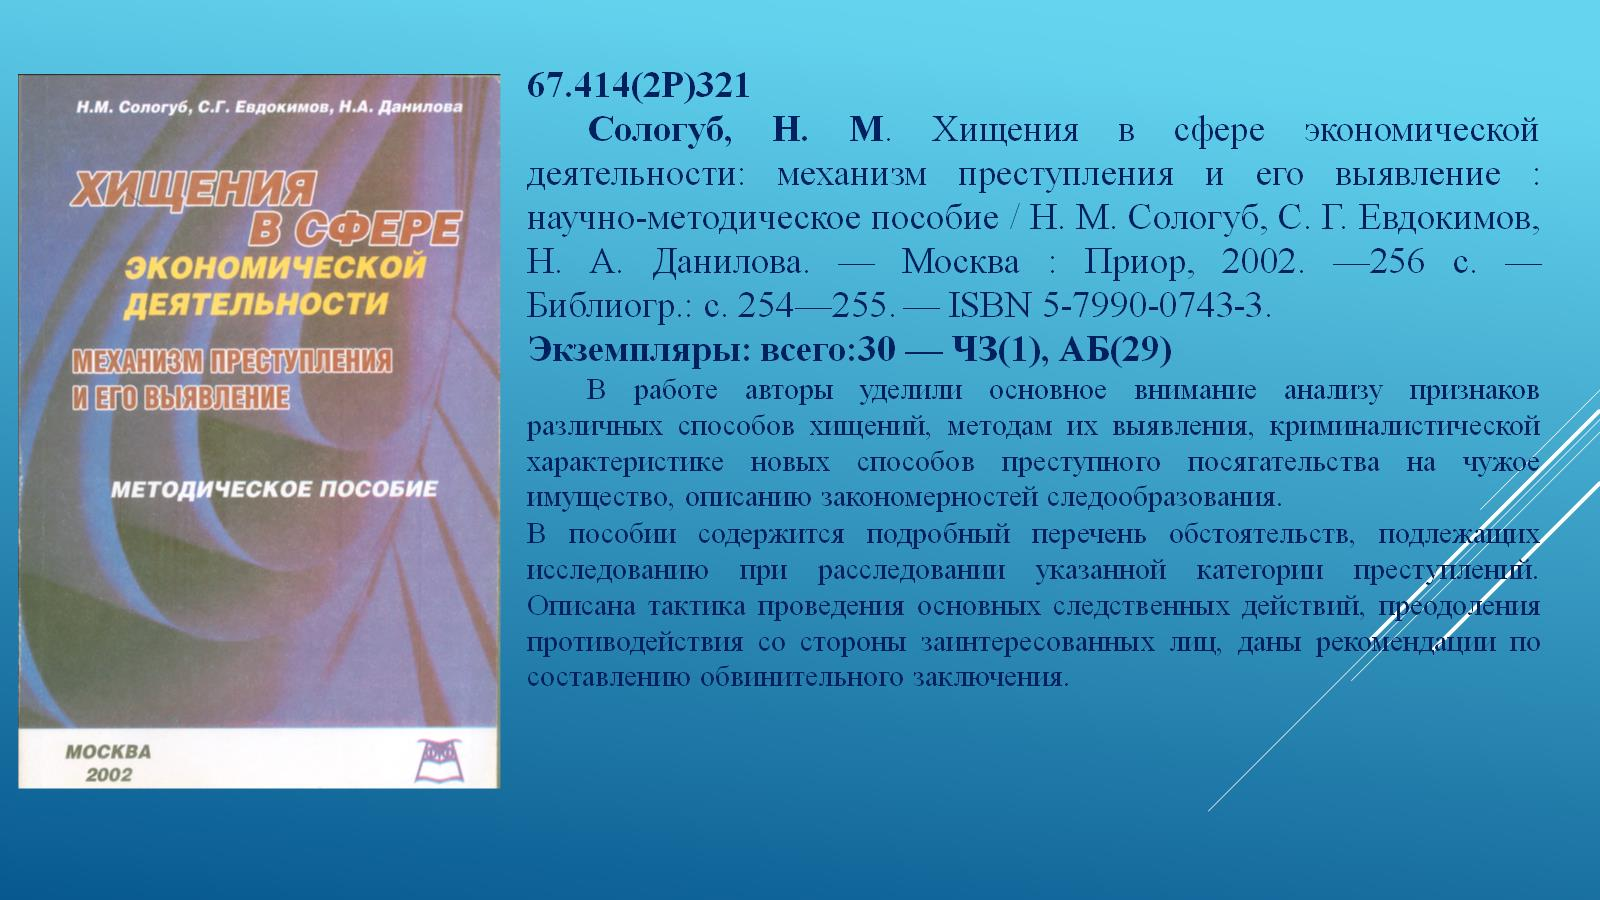 Н.М. Сологуб, С.Г. Евдокимов, Н.А. Данилова
ХИЩЕНИЯ
В СФЕРЕ
ЭКОНОМИЧЕСКОЙ
ДЕЯТЕЛЬНОСТИ
МЕХАНИЗМ ПРЕСТУПЛЕНИЯ
И ЕГО ВЫЯВЛЕНИЕ
МЕТОДИЧЕСКОЕ ПОСОБИЕ
МОСКВА
2002
67.414(2Р)321
Сологуб, Н. М. Хищения в сфере экономической
деятельности: механизм преступления и его выявление :
научно-методическое пособие / Н. М. Сологуб, С. Г. Евдокимов,
Н. А. Данилова. — Москва : Приор, 2002. —256 с. —
Библиогр.: с. 254—255. — ISBN 5-7990-0743-3.
Экземпляры: всего:30 — ЧЗ(1), АБ(29)
В работе авторы уделили основное внимание анализу признаков
различных способов хищений, методам их выявления, криминалистической
характеристике новых способов преступного посягательства на чужое
имущество, описанию закономерностей следообразования.
В пособии содержится подробный перечень обстоятельств, подлежащих
исследованию при расследовании указанной категории преступлений.
Описана тактика проведения основных следственных действий, преодоления
противодействия со стороны заинтересованных лиц, даны рекомендации по
составлению обвинительного заключения.